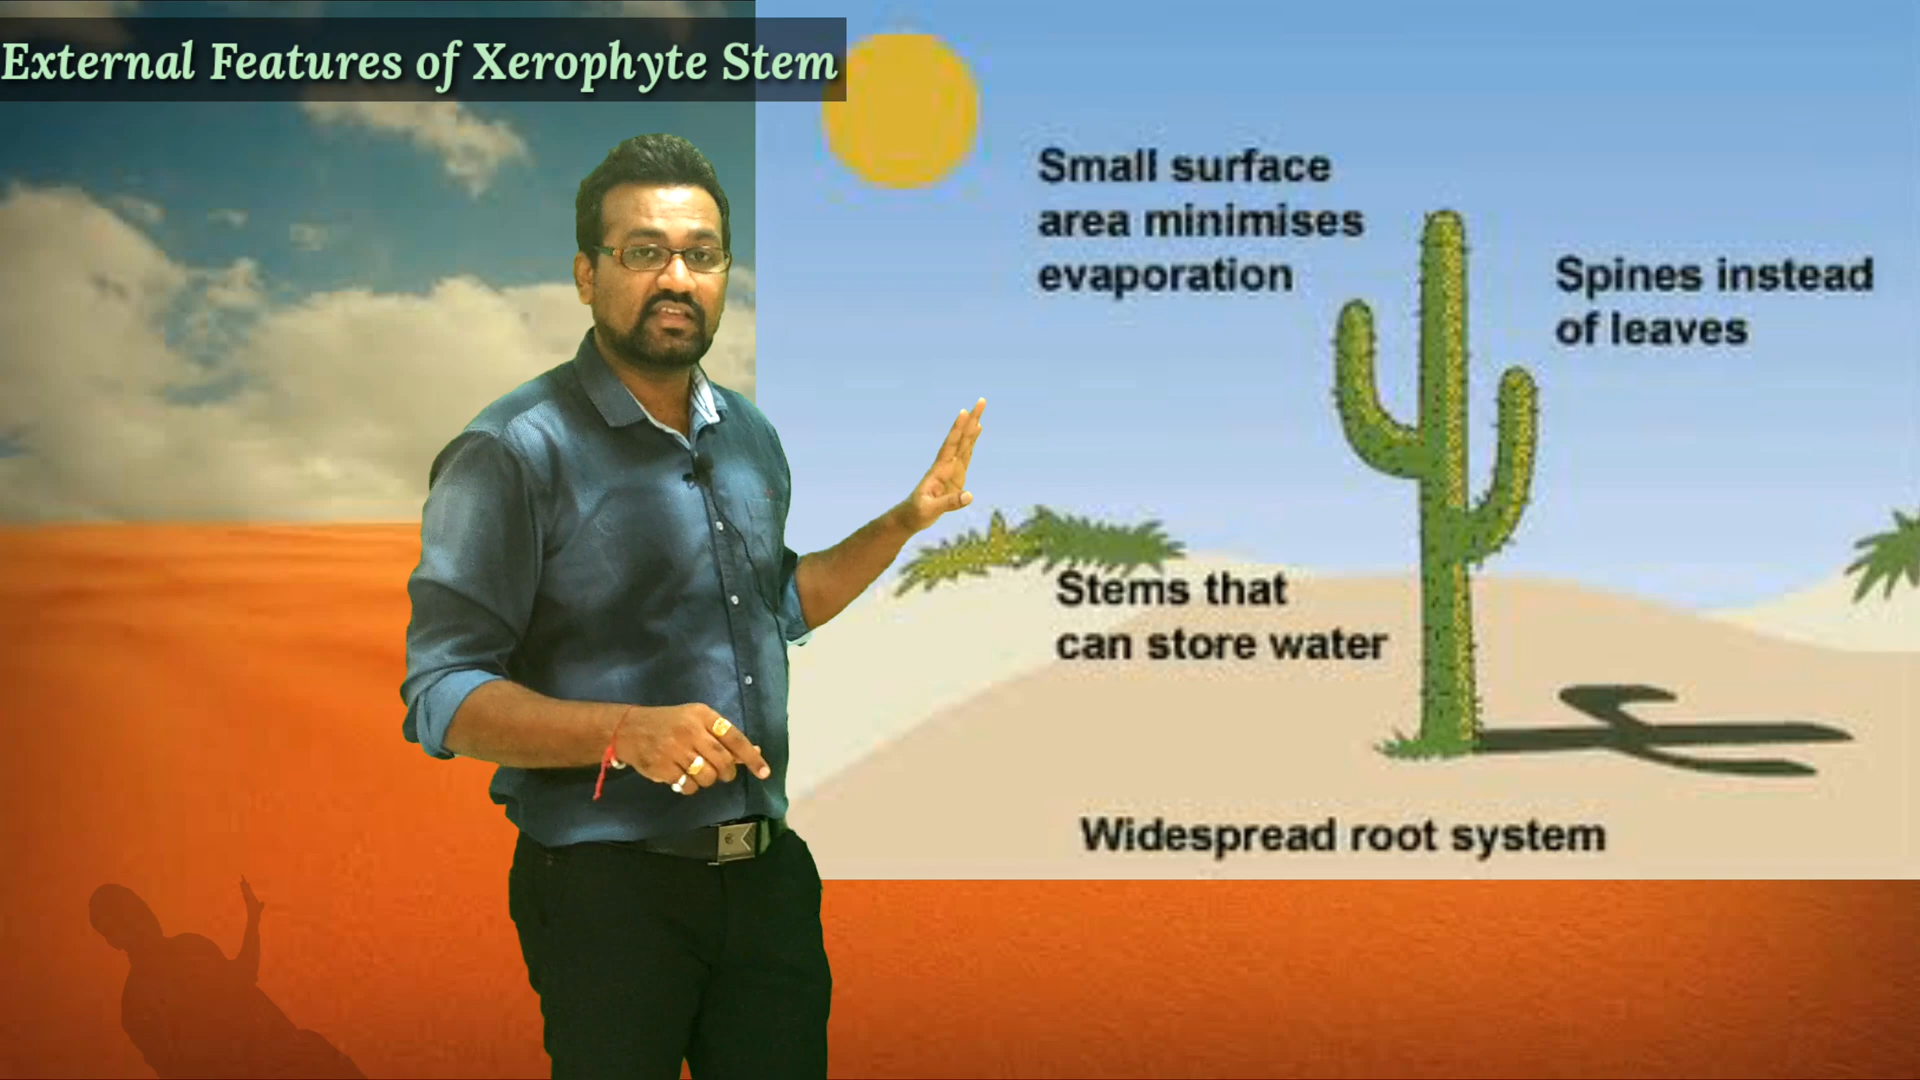 External Features of Xerophyte Stem
Small surface
area minimises
evaporation
Spines instead
of leaves
Stems that
can store water
Widespread root system